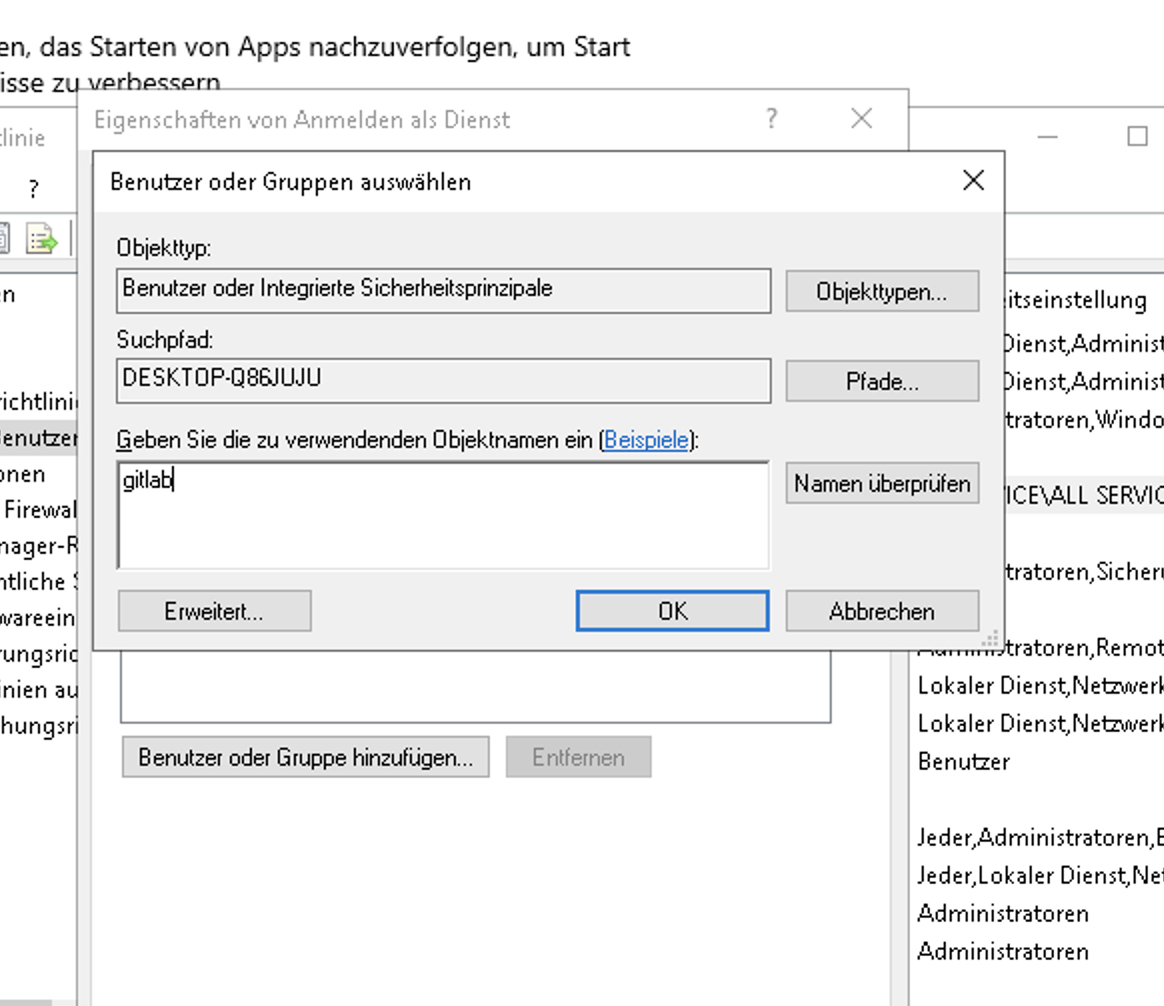 en, das Starten von Apps nachzuverfolgen, um Start
isse zu verbessern
Eigenschaften von Anmelden als Dienst ?
tlinie
?
Benutzer oder Gruppen auswählen
Objekttyp:
Benutzer oder Integrierte Sicherheitsprinzipale
Objekttypen...
Suchpfad:
DESKTOP-Q86JUJU
Pfade...
Geben Sie die zu verwendenden Objektnamen ein (Beispiele):
gitlab
Namen überprüfen
Erweitert...
OK
Abbrechen
Benutzer oder Gruppe hinzufügen...
Entfernen
en
richtlini
Benutzer
onen
Firewal
nager-R
ntliche S
wareein
rungsric
inien au
hungsri
itseinstellung
Dienst,Administ
Dienst,Administ
tratoren,Windo
ICE\ALL SERVIC
tratoren,Sicheru
Administratoren,Remot
Lokaler Dienst,Netzwerk
Lokaler Dienst,Netzwerk
Benutzer
Jeder,Administratoren,B
Jeder,Lokaler Dienst,Net
Administratoren
Administratoren